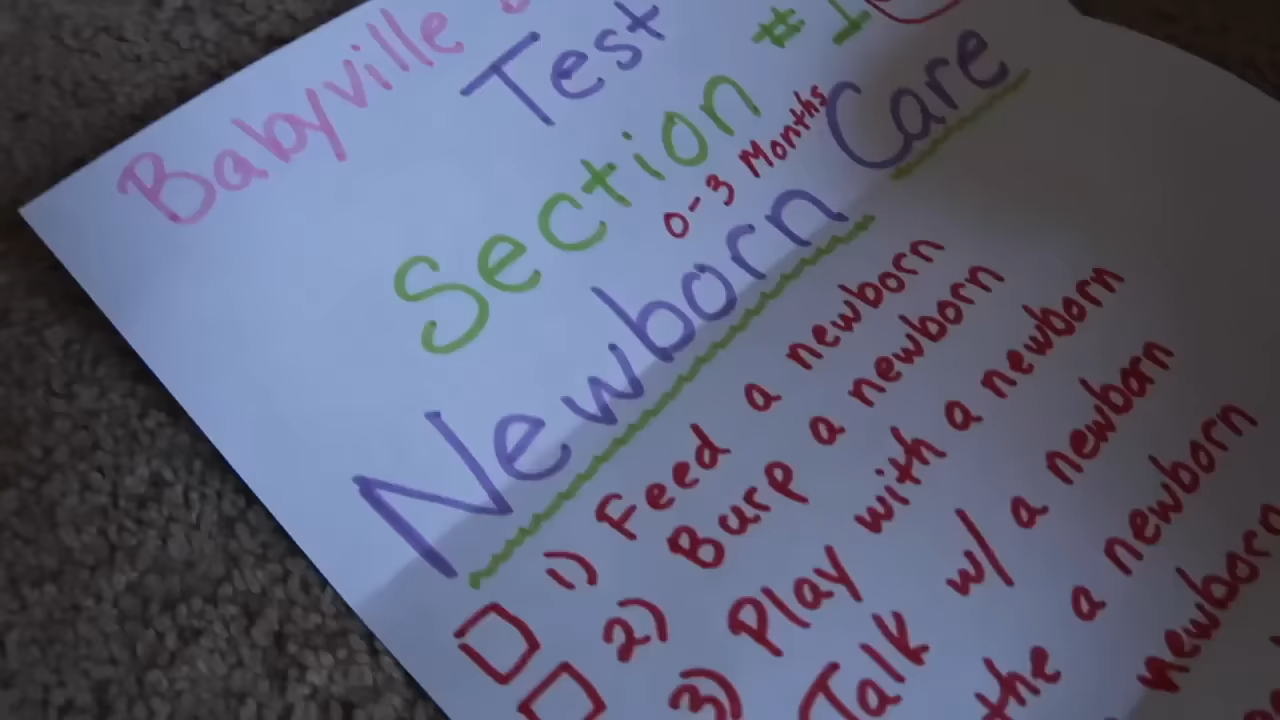 Babyville
Test
Section #1
0-3 Months
Newborn Care
1) Feed a newborn
2) Burp a newborn
3) Play with a newborn
Talk w/ a newborn
the a newborn
newborn